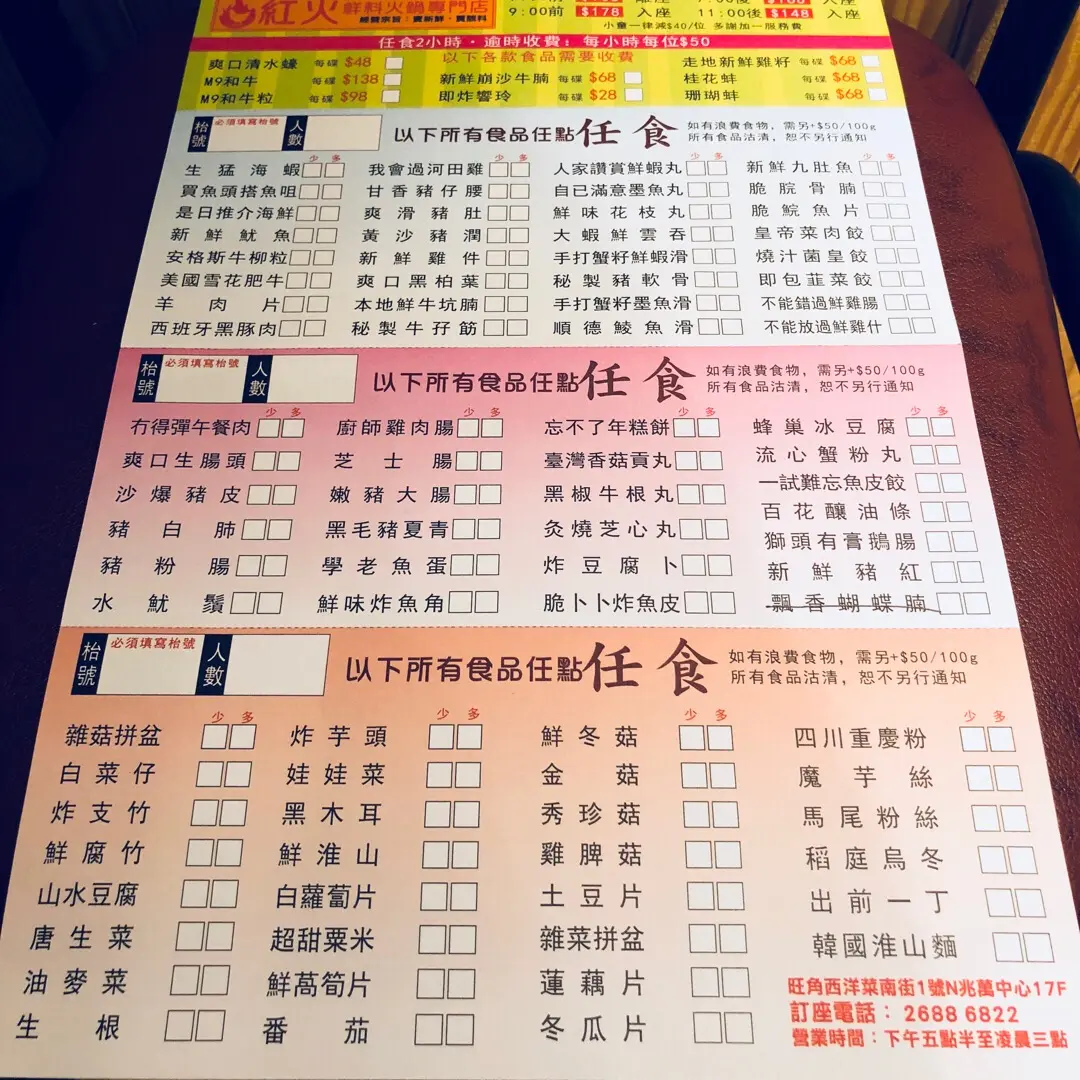 紅火 鮮料火鍋專門店
9:00前 $178 入座 11:00後 $148 入座
小童一律減$40/位 多謝加一服務費
任食2小時·逾時收費：每小時每位$50
以下各款食品需要收費
爽口清水蠔 每碟 $48
M9和牛 每碟 $138
M9和牛粒 每碟 $98
新鮮崩沙牛腩 每碟 $68
即炸響玲 每碟 $28
走地新鮮雞籽 每碟 $68
桂花蚌 每碟 $68
珊瑚蚌 每碟 $68
枱號 必須填寫枱號 人數 以下所有食品任點任食
如有浪費食物，需另+$50/100g
所有食品沽清，恕不另行通知
少 多 少 多 少 多 少 多
生猛海蝦 我會過河田雞 人家讚賞鮮蝦丸 新鮮九肚魚
買魚頭搭魚咀 甘香豬仔腰 自己滿意墨魚丸 脆脘骨腩
是日推介海鮮 爽滑豬肚 鮮味花枝丸 脆鯇魚片
新鮮魷魚 黃沙豬潤 大蝦鮮雲吞 皇帝菜肉餃
安格斯牛柳粒 新鮮雞件 手打蟹籽鮮蝦滑 燒汁菌皇餃
美國雪花肥牛 爽口黑柏葉 秘製豬軟骨 即包韮菜餃
羊肉片 本地鮮牛坑腩 手打蟹籽墨魚滑 不能錯過鮮雞腸
西班牙黑豚肉 秘製牛孖筋 順德鯪魚滑 不能放過鮮雞什
枱號 必須填寫枱號 人數 以下所有食品任點任食
如有浪費食物，需另+$50/100g
所有食品沽清，恕不另行通知
少 多 少 多 少 多 少 多
冇得彈午餐肉 廚師雞肉腸 忘不了年糕餅 蜂巢冰豆腐
爽口生腸頭 芝士腸 臺灣香菇貢丸 流心蟹粉丸
沙爆豬皮 嫩豬大腸 黑椒牛根丸 一試難忘魚皮餃
豬白肺 黑毛豬夏青 灸燒芝心丸 百花釀油條
豬粉腸 學老魚蛋 炸豆腐卜 獅頭有膏鵝腸
水魷鬚 鮮味炸魚角 脆卜卜炸魚皮 新鮮豬紅
飄香蝴蝶腩
枱號 必須填寫枱號 人數 以下所有食品任點任食
如有浪費食物，需另+$50/100g
所有食品沽清，恕不另行通知
少 多 少 多 少 多 少 多
雜菇拼盆 炸芋頭 鮮冬菇 四川重慶粉
白菜仔 娃娃菜 金菇 魔芋絲
炸支竹 黑木耳 秀珍菇 馬尾粉絲
鮮腐竹 鮮淮山 雞脾菇 稻庭烏冬
山水豆腐 白蘿蔔片 土豆片 出前一丁
唐生菜 超甜粟米 雜菜拼盆 韓國淮山麵
油麥菜 鮮萵筍片 蓮藕片
生根 番茄 冬瓜片
旺角西洋菜南街1號N兆萬中心17F
訂座電話：2688 6822
營業時間：下午五點半至凌晨三點